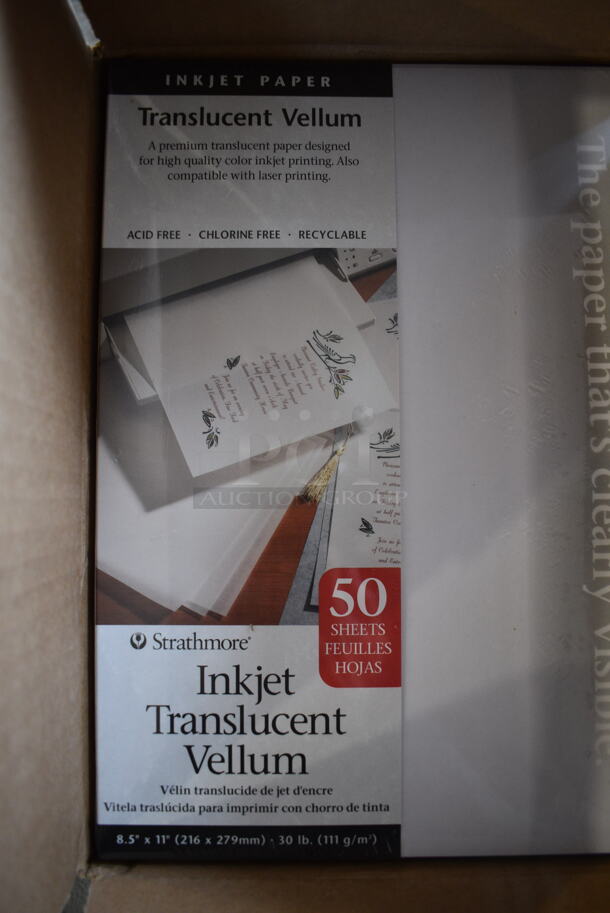 INKJET PAPER
Translucent Vellum
A premium translucent paper designed
for high quality color inkjet printing. Also
compatible with laser printing.
ACID FREE · CHLORINE FREE · RECYCLABLE
The paper that's clearly visible.
pci
AUCTION GROUP
50
SHEETS
FEUILLES
HOJAS
Strathmore®
Inkjet
Translucent
Vellum
Vélin translucide de jet d'encre
Vitela traslúcida para imprimir con chorro de tinta
8.5" x 11" (216 x 279mm) · 30 lb. (111 g/m²)